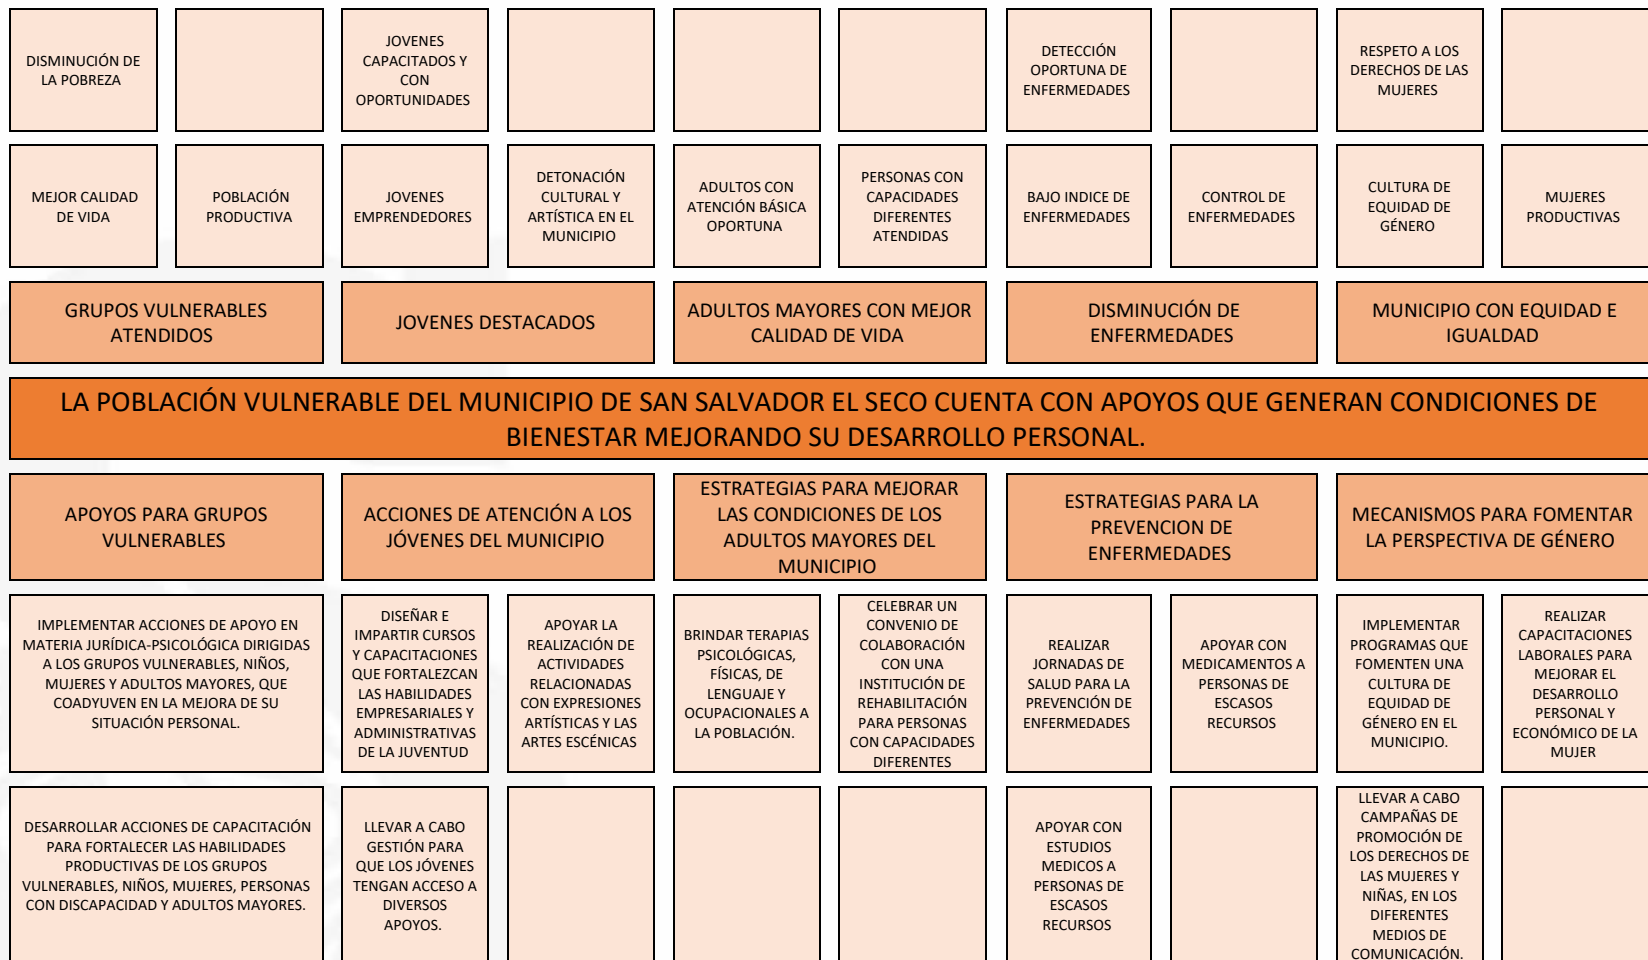 DISMINUCIÓN DE
LA POBREZA
JOVENES
CAPACITADOS Y
CON
OPORTUNIDADES
DETECCIÓN
OPORTUNA DE
ENFERMEDADES
RESPETO A LOS
DERECHOS DE LAS
MUJERES
MEJOR CALIDAD
DE VIDA
POBLACIÓN
PRODUCTIVA
JOVENES
EMPRENDEDORES
DETONACIÓN
CULTURAL Y
ARTÍSTICA EN EL
MUNICIPIO
ADULTOS CON
ATENCIÓN BÁSICA
OPORTUNA
PERSONAS CON
CAPACIDADES
DIFERENTES
ATENDIDAS
BAJO INDICE DE
ENFERMEDADES
CONTROL DE
ENFERMEDADES
CULTURA DE
EQUIDAD DE
GÉNERO
MUJERES
PRODUCTIVAS
GRUPOS VULNERABLES
ATENDIDOS
JOVENES DESTACADOS
ADULTOS MAYORES CON MEJOR
CALIDAD DE VIDA
DISMINUCIÓN DE
ENFERMEDADES
MUNICIPIO CON EQUIDAD E
IGUALDAD
LA POBLACIÓN VULNERABLE DEL MUNICIPIO DE SAN SALVADOR EL SECO CUENTA CON APOYOS QUE GENERAN CONDICIONES DE
BIENESTAR MEJORANDO SU DESARROLLO PERSONAL.
APOYOS PARA GRUPOS
VULNERABLES
ACCIONES DE ATENCIÓN A LOS
JÓVENES DEL MUNICIPIO
ESTRATEGIAS PARA MEJORAR
LAS CONDICIONES DE LOS
ADULTOS MAYORES DEL
MUNICIPIO
ESTRATEGIAS PARA LA
PREVENCION DE
ENFERMEDADES
MECANISMOS PARA FOMENTAR
LA PERSPECTIVA DE GÉNERO
IMPLEMENTAR ACCIONES DE APOYO EN
MATERIA JURÍDICA-PSICOLÓGICA DIRIGIDAS
A LOS GRUPOS VULNERABLES, NIÑOS,
MUJERES Y ADULTOS MAYORES, QUE
COADYUVEN EN LA MEJORA DE SU
SITUACIÓN PERSONAL.
DISEÑAR E
IMPARTIR CURSOS
Y CAPACITACIONES
QUE FORTALEZCAN
LAS HABILIDADES
EMPRESARIALES Y
ADMINISTRATIVAS
DE LA JUVENTUD
APOYAR LA
REALIZACIÓN DE
ACTIVIDADES
RELACIONADAS
CON EXPRESIONES
ARTÍSTICAS Y LAS
ARTES ESCÉNICAS
BRINDAR TERAPIAS
PSICOLÓGICAS,
FÍSICAS, DE
LENGUAJE Y
OCUPACIONALES A
LA POBLACIÓN.
CELEBRAR UN
CONVENIO DE
COLABORACIÓN
CON UNA
INSTITUCIÓN DE
REHABILITACIÓN
PARA PERSONAS
CON CAPACIDADES
DIFERENTES
REALIZAR
JORNADAS DE
SALUD PARA LA
PREVENCIÓN DE
ENFERMEDADES
APOYAR CON
MEDICAMENTOS A
PERSONAS DE
ESCASOS
RECURSOS
IMPLEMENTAR
PROGRAMAS QUE
FOMENTEN UNA
CULTURA DE
EQUIDAD DE
GÉNERO EN EL
MUNICIPIO.
REALIZAR
CAPACITACIONES
LABORALES PARA
MEJORAR EL
DESARROLLO
PERSONAL Y
ECONÓMICO DE LA
MUJER
DESARROLLAR ACCIONES DE CAPACITACIÓN
PARA FORTALECER LAS HABILIDADES
PRODUCTIVAS DE LOS GRUPOS
VULNERABLES, NIÑOS, MUJERES, PERSONAS
CON DISCAPACIDAD Y ADULTOS MAYORES.
LLEVAR A CABO
GESTIÓN PARA
QUE LOS JÓVENES
TENGAN ACCESO A
DIVERSOS
APOYOS.
APOYAR CON
ESTUDIOS
MEDICOS A
PERSONAS DE
ESCASOS
RECURSOS
LLEVAR A CABO
CAMPAÑAS DE
PROMOCIÓN DE
LOS DERECHOS DE
LAS MUJERES Y
NIÑAS, EN LOS
DIFERENTES
MEDIOS DE
COMUNICACIÓN.